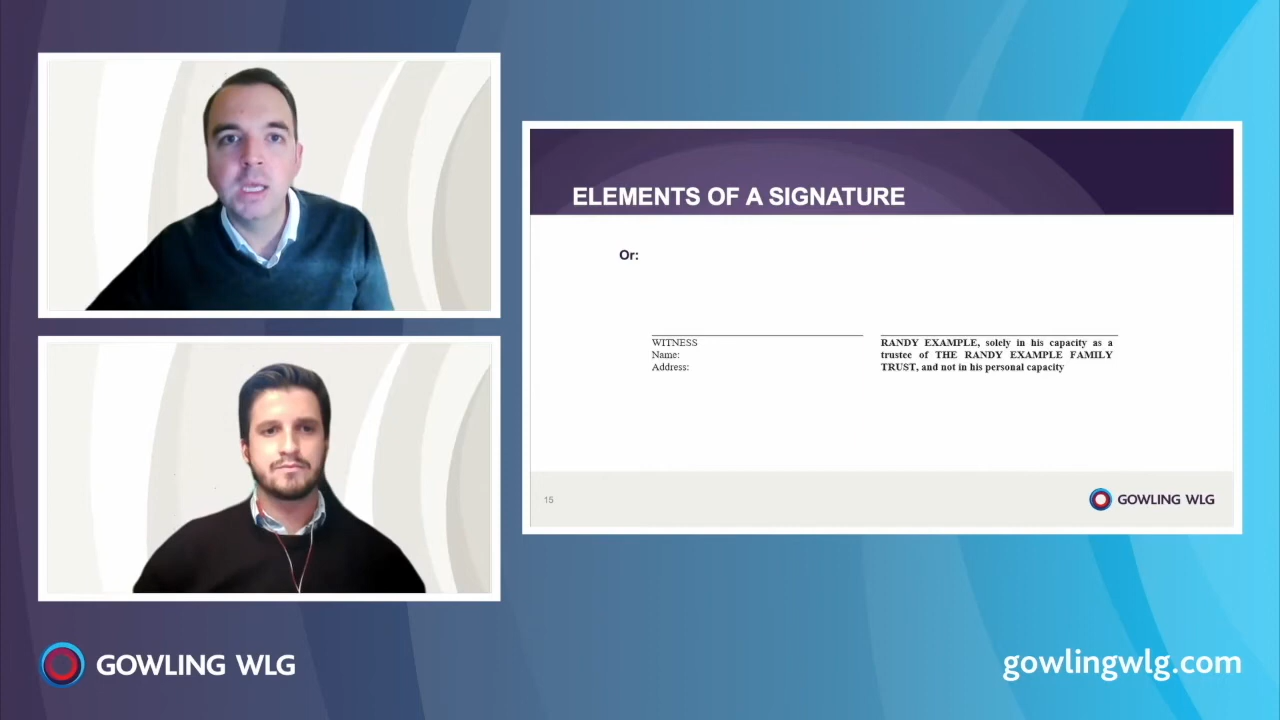 ELEMENTS OF A SIGNATURE
Or:
WITNESS
Name:
Address:
RANDY EXAMPLE, solely in his capacity as a
trustee of THE RANDY EXAMPLE FAMILY
TRUST, and not in his personal capacity
15
GOWLING WLG
GOWLING WLG
gowlingwlg.com